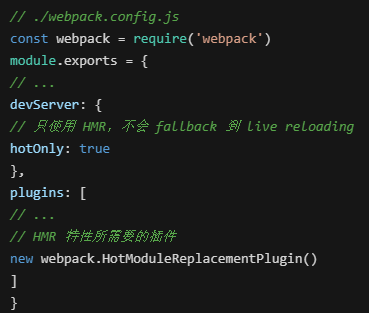 // ./webpack.config.js
const webpack = require('webpack')
module.exports = {
// ...
devServer: {
// 只使用 HMR，不会 fallback 到 live reloading
hotOnly: true
},
plugins: [
// ...
// HMR 特性所需要的插件
new webpack.HotModuleReplacementPlugin()
]
}